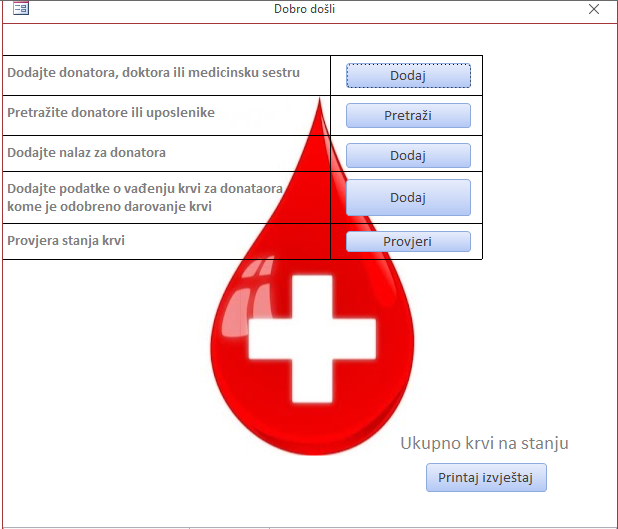 Dobro došli
Dodajte donatora, doktora ili medicinsku sestru
Dodaj
Pretražite donatore ili uposlenike
Pretraži
Dodajte nalaz za donatora
Dodaj
Dodajte podatke o vađenju krvi za donataora
kome je odobreno darovanje krvi
Dodaj
Provjera stanja krvi
Provjeri
Ukupno krvi na stanju
Printaj izvještaj